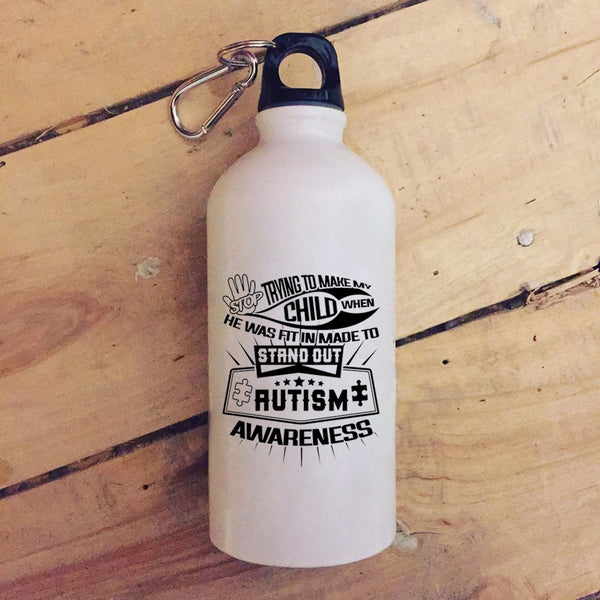 STOP TRYING TO MAKE MY
CHILD WHEN
HE WAS FIT IN MADE TO
STAND OUT
AUTISM
AWARENESS